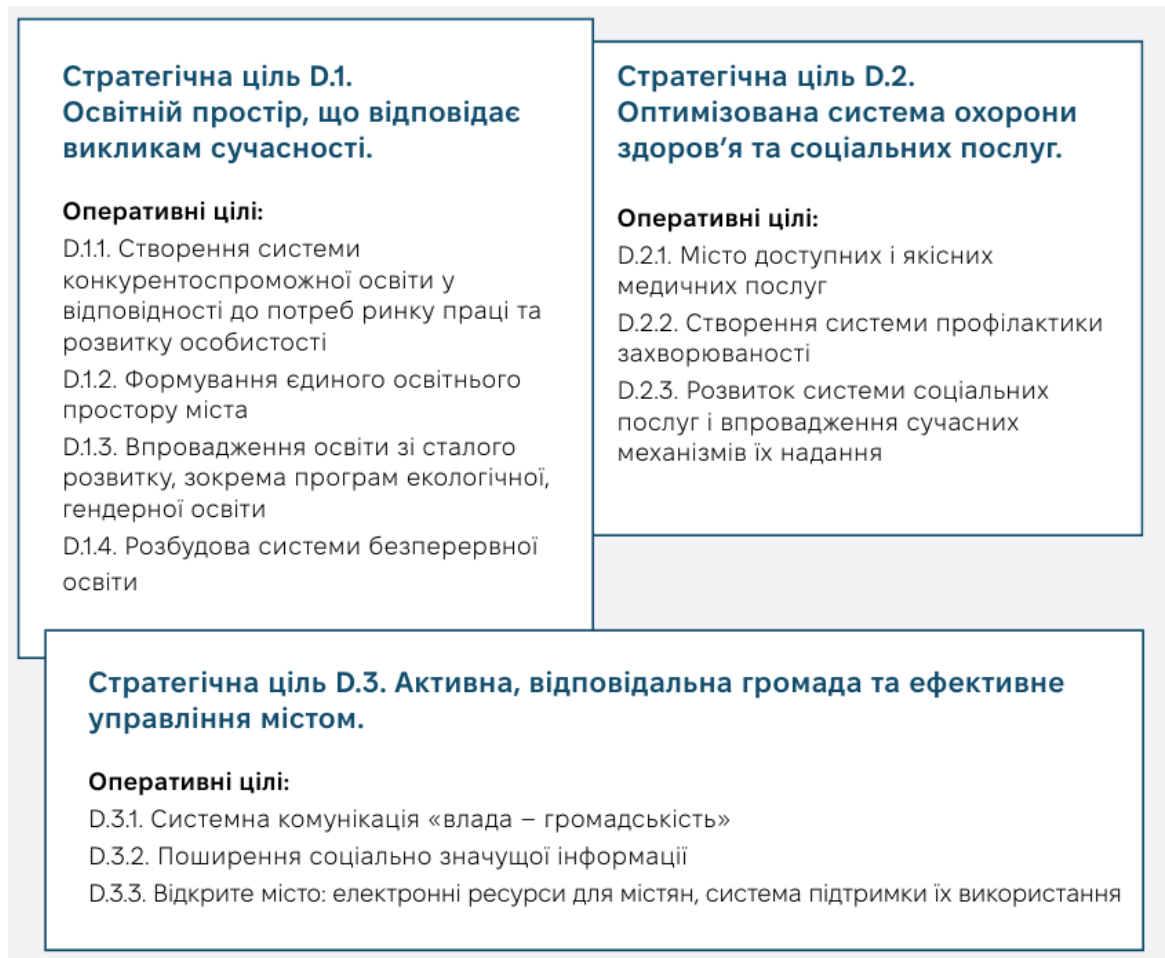 Стратегічна ціль D.1.
Освітній простір, що відповідає
викликам сучасності.
Оперативні цілі:
D.1.1. Створення системи
конкурентоспроможної освіти у
відповідності до потреб ринку праці та
розвитку особистості
D.1.2. Формування єдиного освітнього
простору міста
D.1.3. Впровадження освіти зі сталого
розвитку, зокрема програм екологічної,
гендерної освіти
D.1.4. Розбудова системи безперервної
освіти
Стратегічна ціль D.2.
Оптимізована система охорони
здоров’я та соціальних послуг.
Оперативні цілі:
D.2.1. Місто доступних і якісних
медичних послуг
D.2.2. Створення системи профілактики
захворюваності
D.2.3. Розвиток системи соціальних
послуг і впровадження сучасних
механізмів їх надання
Стратегічна ціль D.3. Активна, відповідальна громада та ефективне
управління містом.
Оперативні цілі:
D.3.1. Системна комунікація «влада – громадськість»
D.3.2. Поширення соціально значущої інформації
D.3.3. Відкрите місто: електронні ресурси для містян, система підтримки їх використання